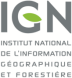 IGN
INSTITUT NATIONAL
DE L'INFORMATION
GÉOGRAPHIQUE
ET FORESTIÈRE